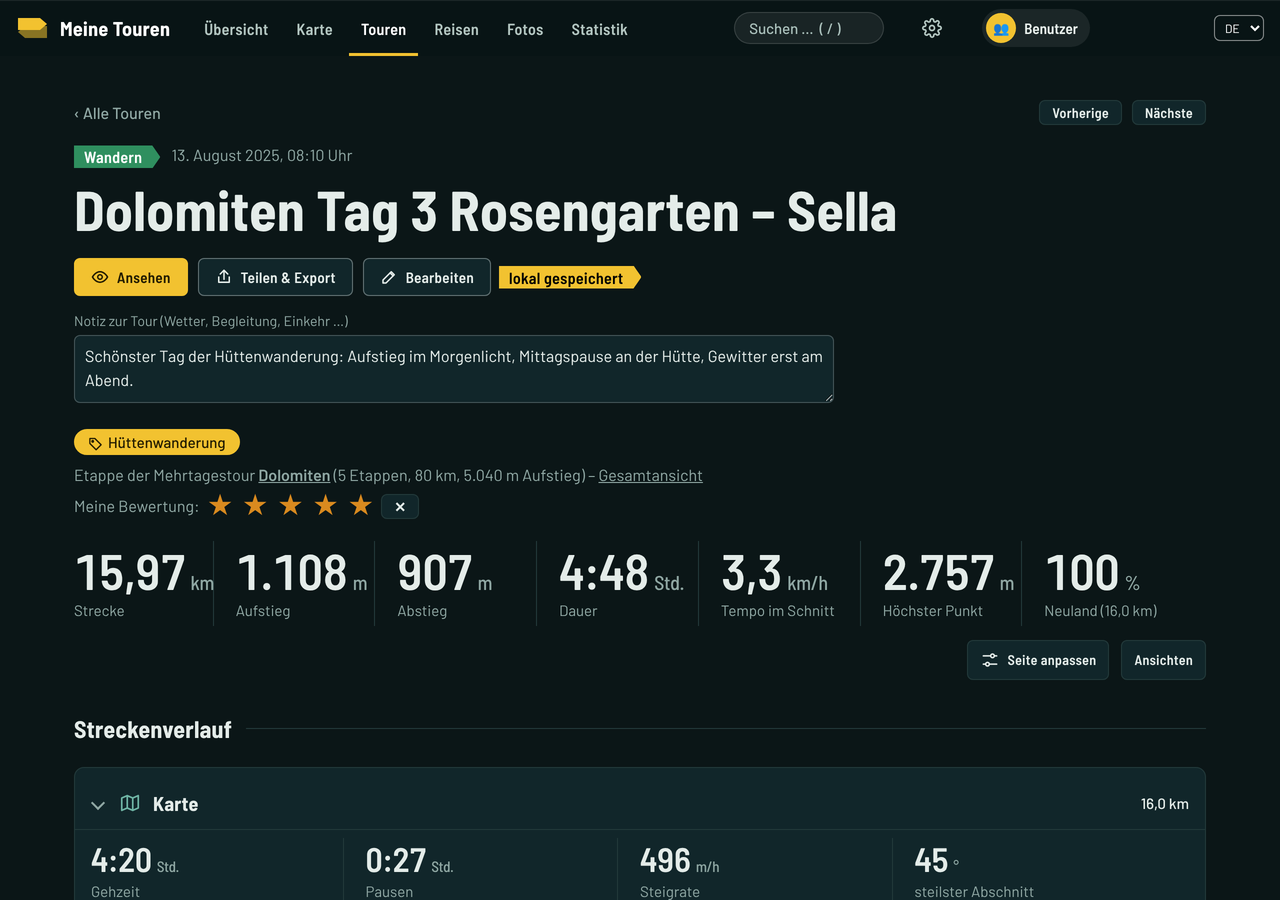 Meine Touren Übersicht Karte Touren Reisen Fotos Statistik Suchen ... ( / ) Benutzer DE
‹ Alle Touren Vorherige Nächste
Wandern 13. August 2025, 08:10 Uhr
Dolomiten Tag 3 Rosengarten – Sella
Ansehen Teilen & Export Bearbeiten lokal gespeichert
Notiz zur Tour (Wetter, Begleitung, Einkehr ...)
Schönster Tag der Hüttenwanderung: Aufstieg im Morgenlicht, Mittagspause an der Hütte, Gewitter erst am
Abend.
Hüttenwanderung
Etappe der Mehrtagestour Dolomiten (5 Etappen, 80 km, 5.040 m Aufstieg) – Gesamtansicht
Meine Bewertung: ★ ★ ★ ★ ★ ×
15,97 km 1.108 m 907 m 4:48 Std. 3,3 km/h 2.757 m 100 %
Strecke Aufstieg Abstieg Dauer Tempo im Schnitt Höchster Punkt Neuland (16,0 km)
Seite anpassen Ansichten
Streckenverlauf
Karte 16,0 km
4:20 Std. 0:27 Std. 496 m/h 45 °
Gehzeit Pausen Steigrate steilster Abschnitt